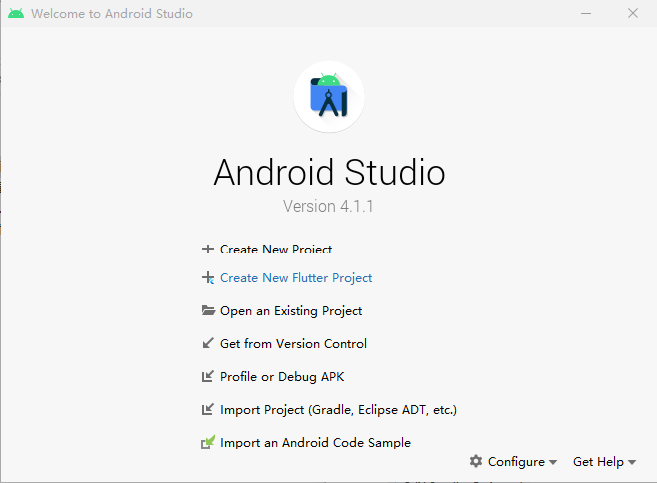 Welcome to Android Studio
Android Studio
Version 4.1.1
Create New Project
Create New Flutter Project
Open an Existing Project
Get from Version Control
Profile or Debug APK
Import Project (Gradle, Eclipse ADT, etc.)
Import an Android Code Sample
Configure
Get Help